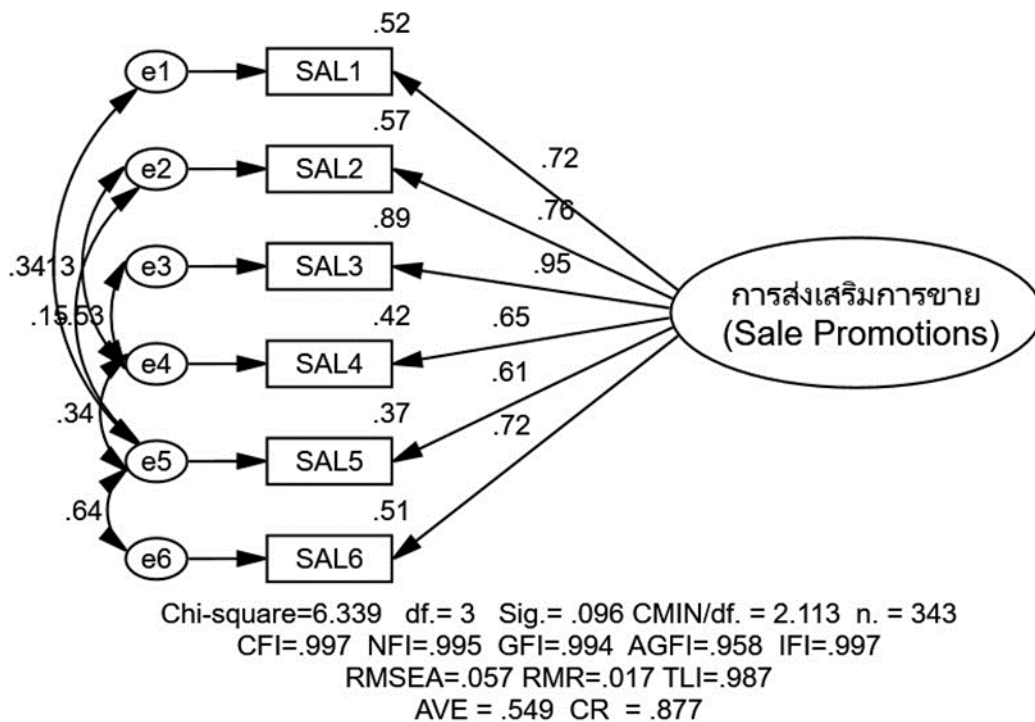 .52
e1 SAL1
.57
.72
e2 SAL2
.76
.89
.95
.3413 e3 SAL3
การส่งเสริมการขาย
(Sale Promotions)
.15.53
.42
.65
e4 SAL4
.61
.34
.37
.72
e5 SAL5
.64
.51
e6 SAL6
Chi-square=6.339 df.= 3 Sig.= .096 CMIN/df. = 2.113 n. = 343
CFI=.997 NFI=.995 GFI=.994 AGFI=.958 IFI=.997
RMSEA=.057 RMR=.017 TLI=.987
AVE = .549 CR = .877